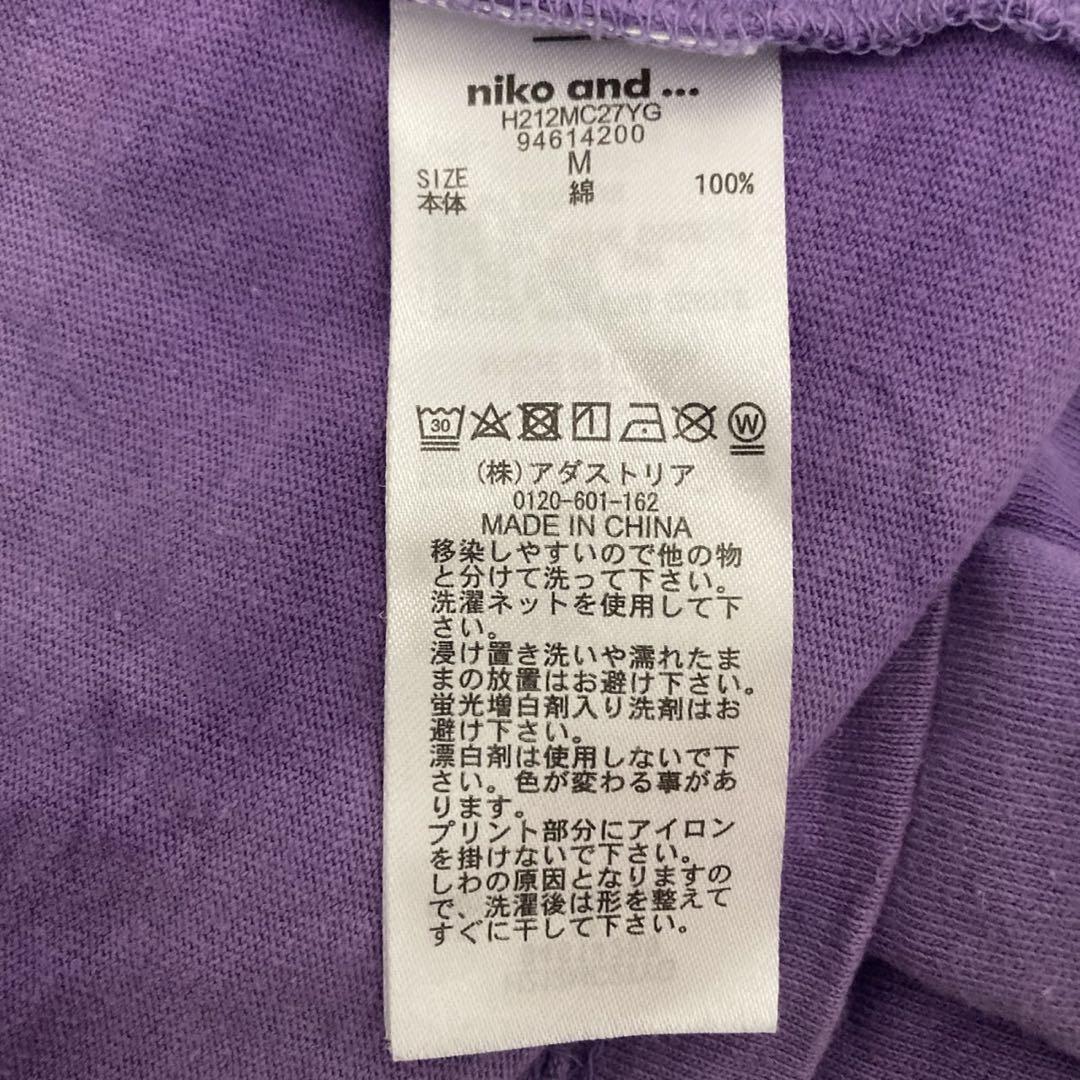 niko and ...
H212MC27YG
94614200
SIZE M
本体 綿 100%
30
W
(株)アダストリア
0120-601-162
MADE IN CHINA
移染しやすいので他の物
と分けて洗って下さい。
洗濯ネットを使用して下
さい。
浸け置き洗いや濡れたま
まの放置はお避け下さい。
蛍光増白剤入り洗剤はお
避け下さい。
漂白剤は使用しないで下
さい。色が変わる事があ
ります。
プリント部分にアイロン
を掛けないで下さい。
しわの原因となりますの
で、洗濯後は形を整えて
すぐに干して下さい。